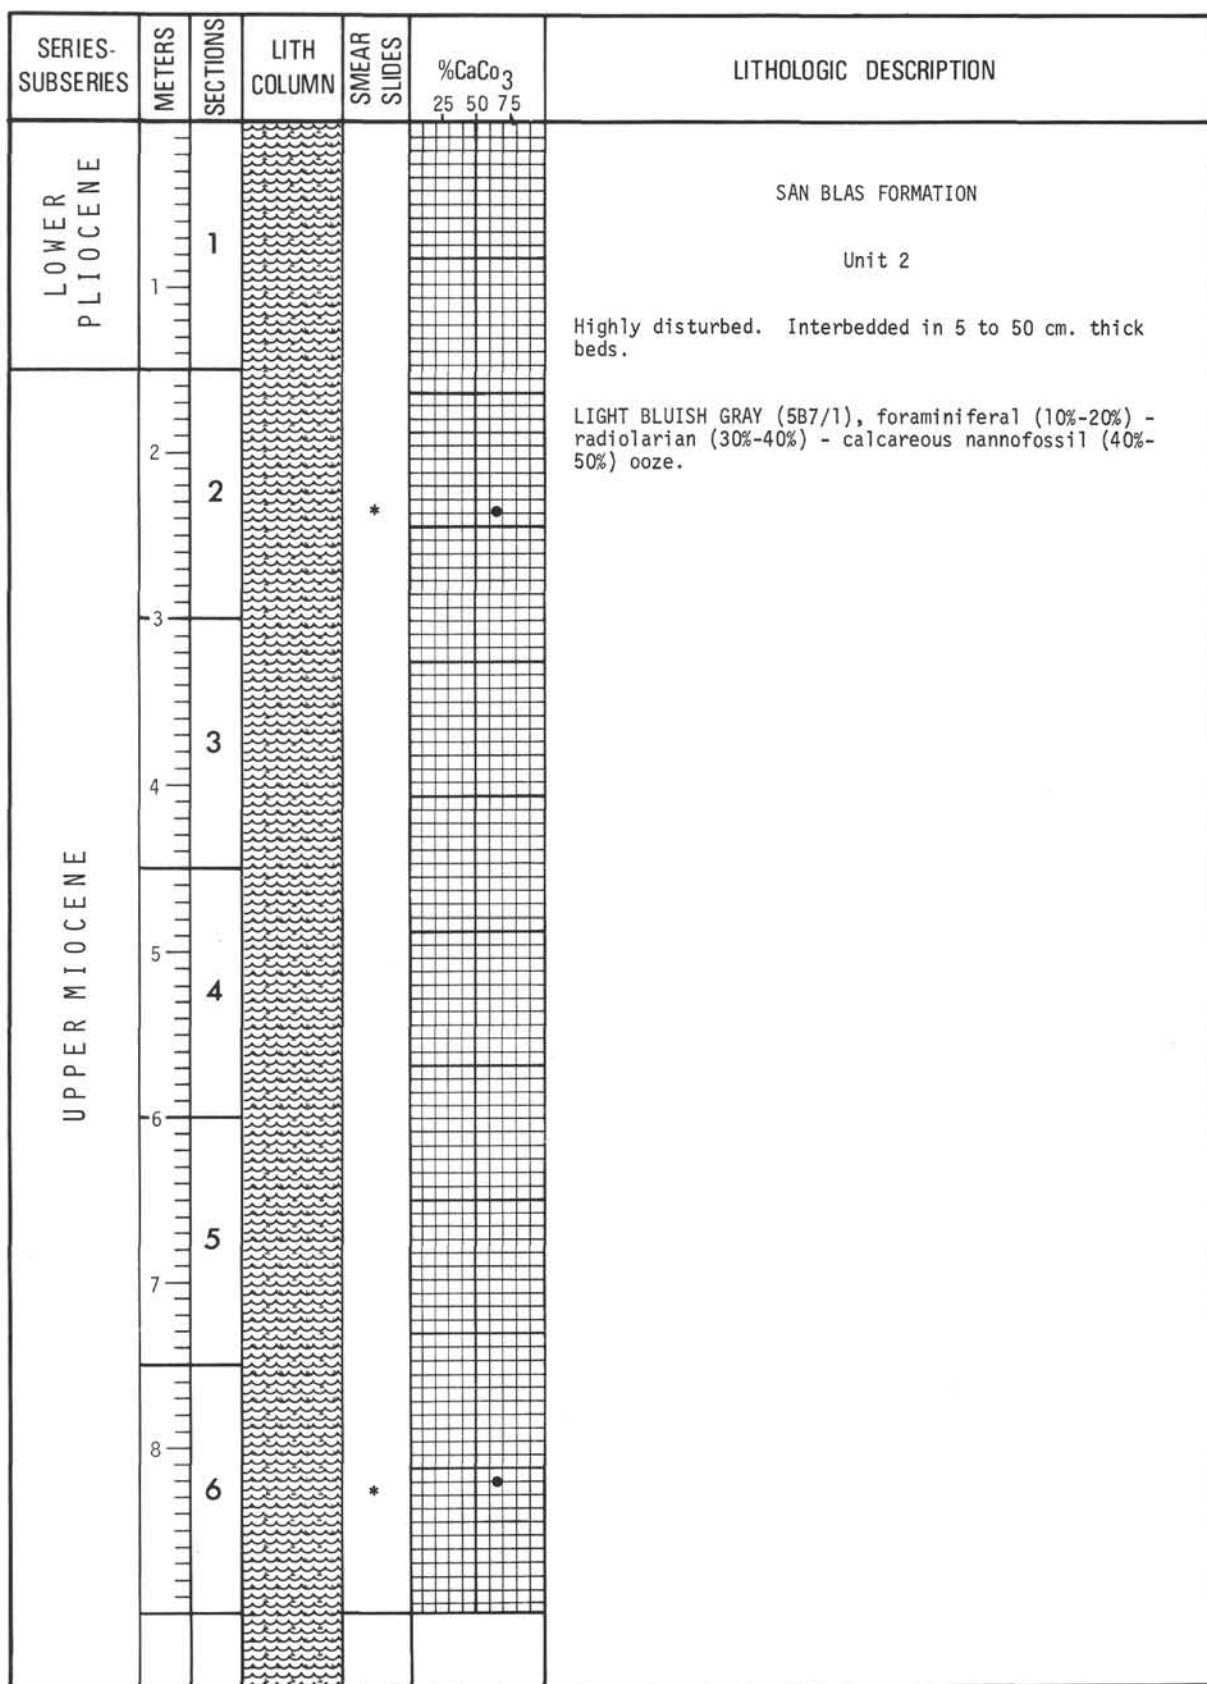 SERIES-
SUBSERIES
METERS
SECTIONS
LITH
COLUMN
SMEAR
SLIDES
%CaCo3
25 50 75
LITHOLOGIC DESCRIPTION
LOWER
PLIOCENE
UPPER MIOCENE
1
2
3
4
5
6
7
8
1
2
3
4
5
6
*
*
SAN BLAS FORMATION
Unit 2
Highly disturbed. Interbedded in 5 to 50 cm. thick
beds.
LIGHT BLUISH GRAY (5B7/1), foraminiferal (10%-20%) -
radiolarian (30%-40%) - calcareous nannofossil (40%-
50%) ooze.